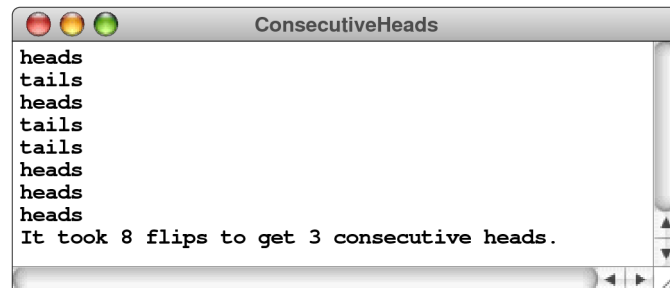 ConsecutiveHeads
heads
tails
heads
tails
tails
heads
heads
heads
It took 8 flips to get 3 consecutive heads.